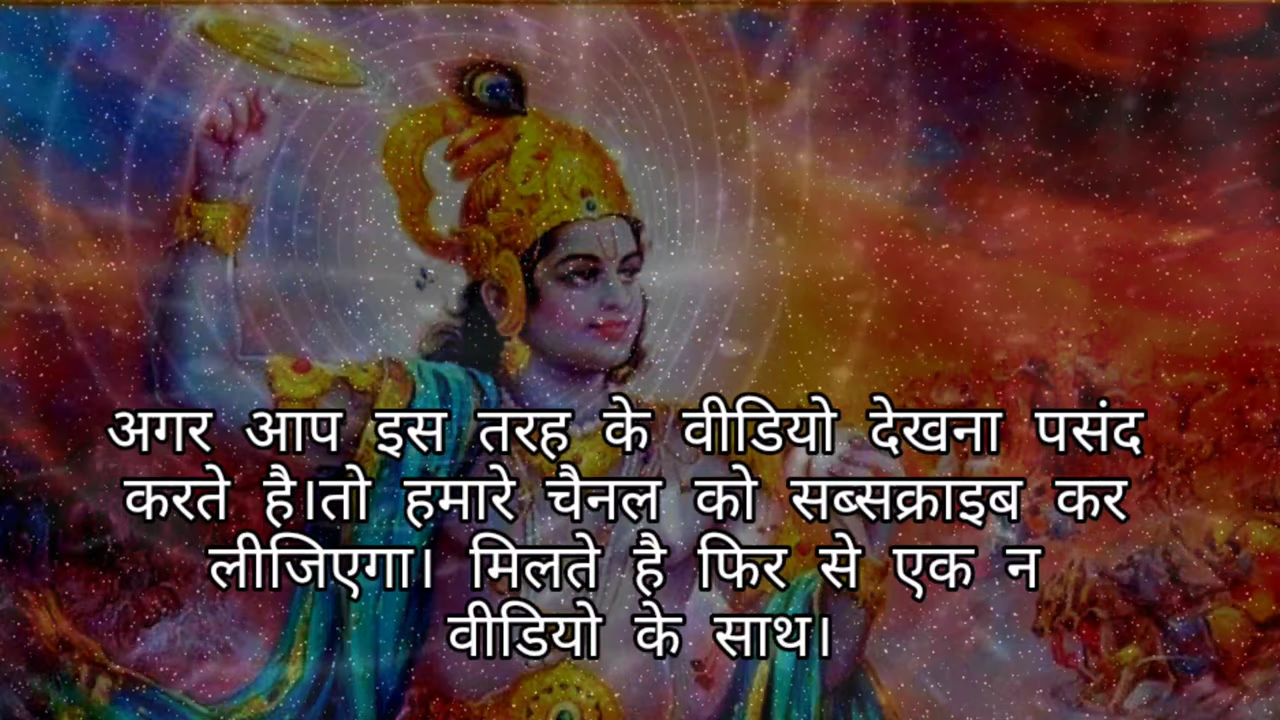 अगर आप इस तरह के वीडियो देखना पसंद
करते है।तो हमारे चैनल को सब्सक्राइब कर
लीजिएगा। मिलते है फिर से एक न
वीडियो के साथ।